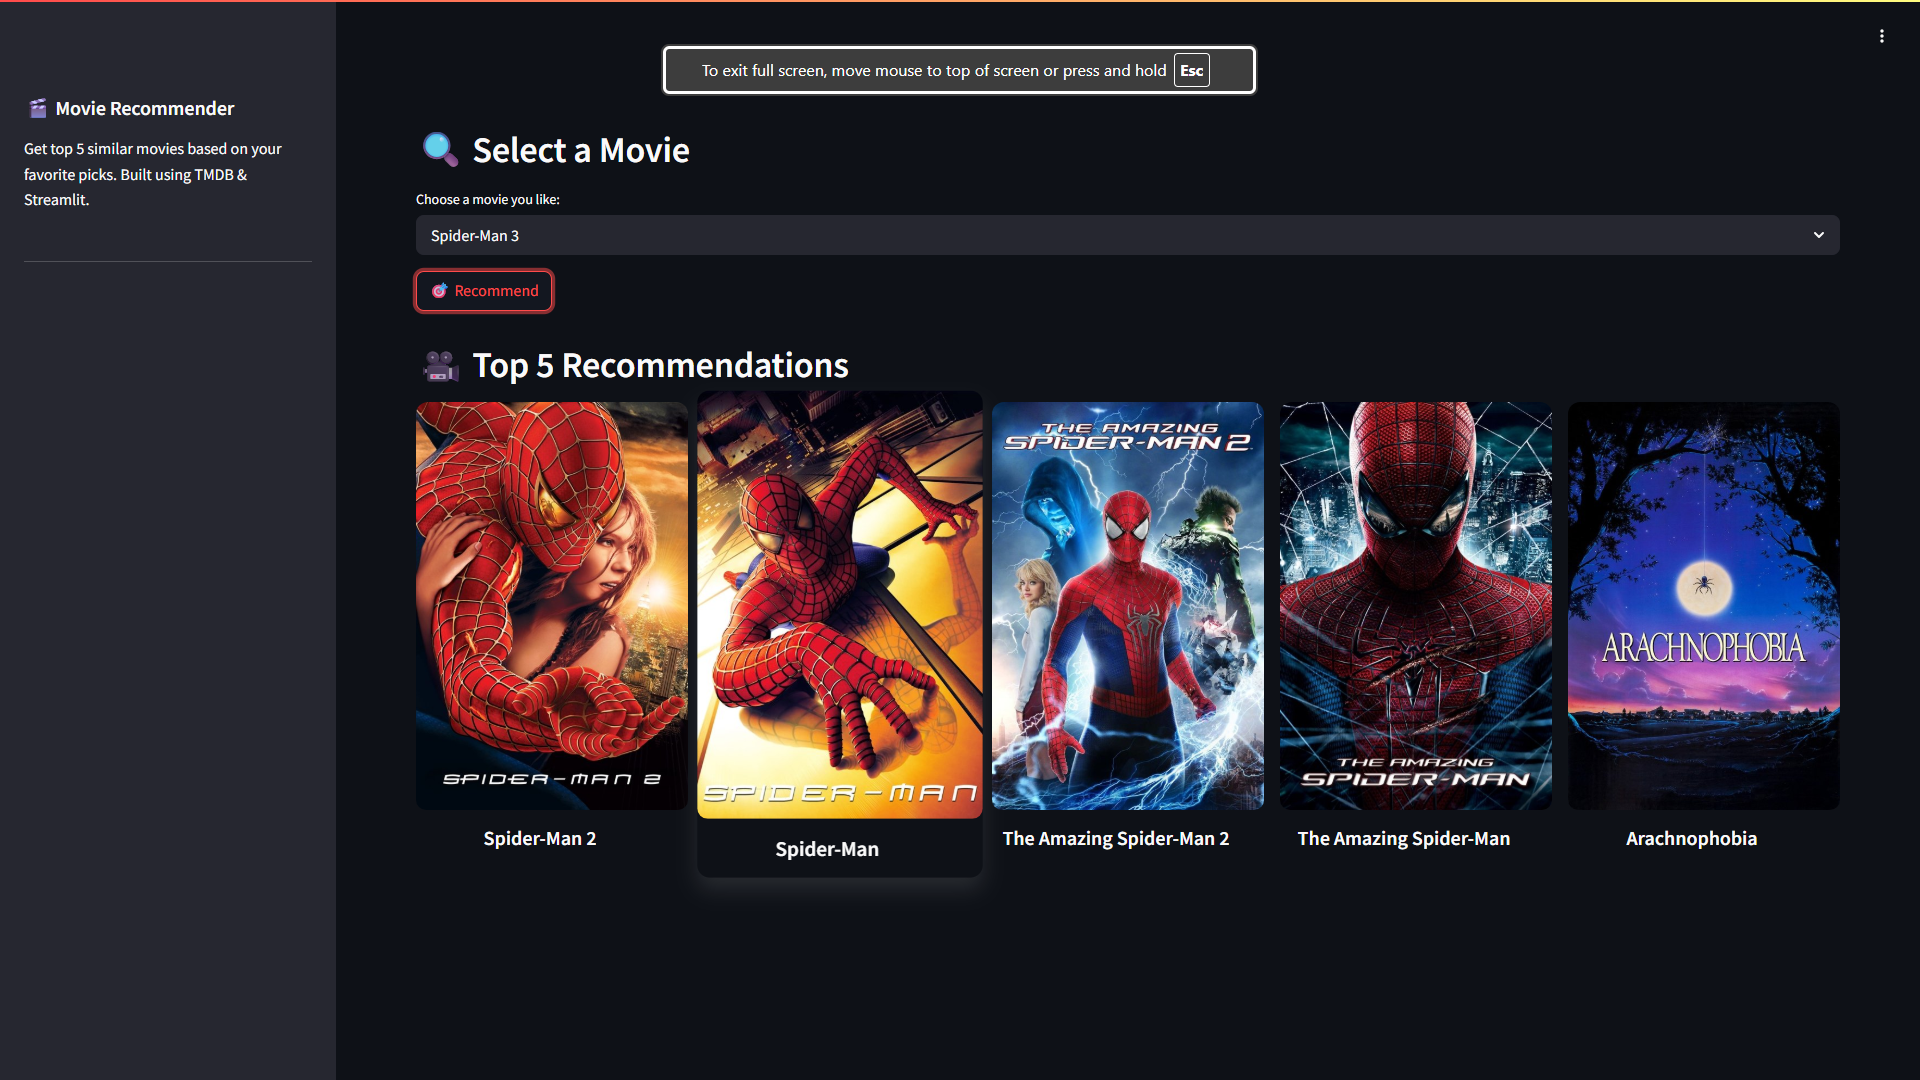 To exit full screen, move mouse to top of screen or press and hold Esc
Movie Recommender
Get top 5 similar movies based on your
favorite picks. Built using TMDB &
Streamlit.
Select a Movie
Choose a movie you like:
Spider-Man 3
Recommend
Top 5 Recommendations
SPIDER-MAN 2
SPIDER-MAN
THE AMAZING
SPIDER-MAN 2
THE AMAZING
SPIDER-MAN
ARACHNOPHOBIA
Spider-Man 2
Spider-Man
The Amazing Spider-Man 2
The Amazing Spider-Man
Arachnophobia